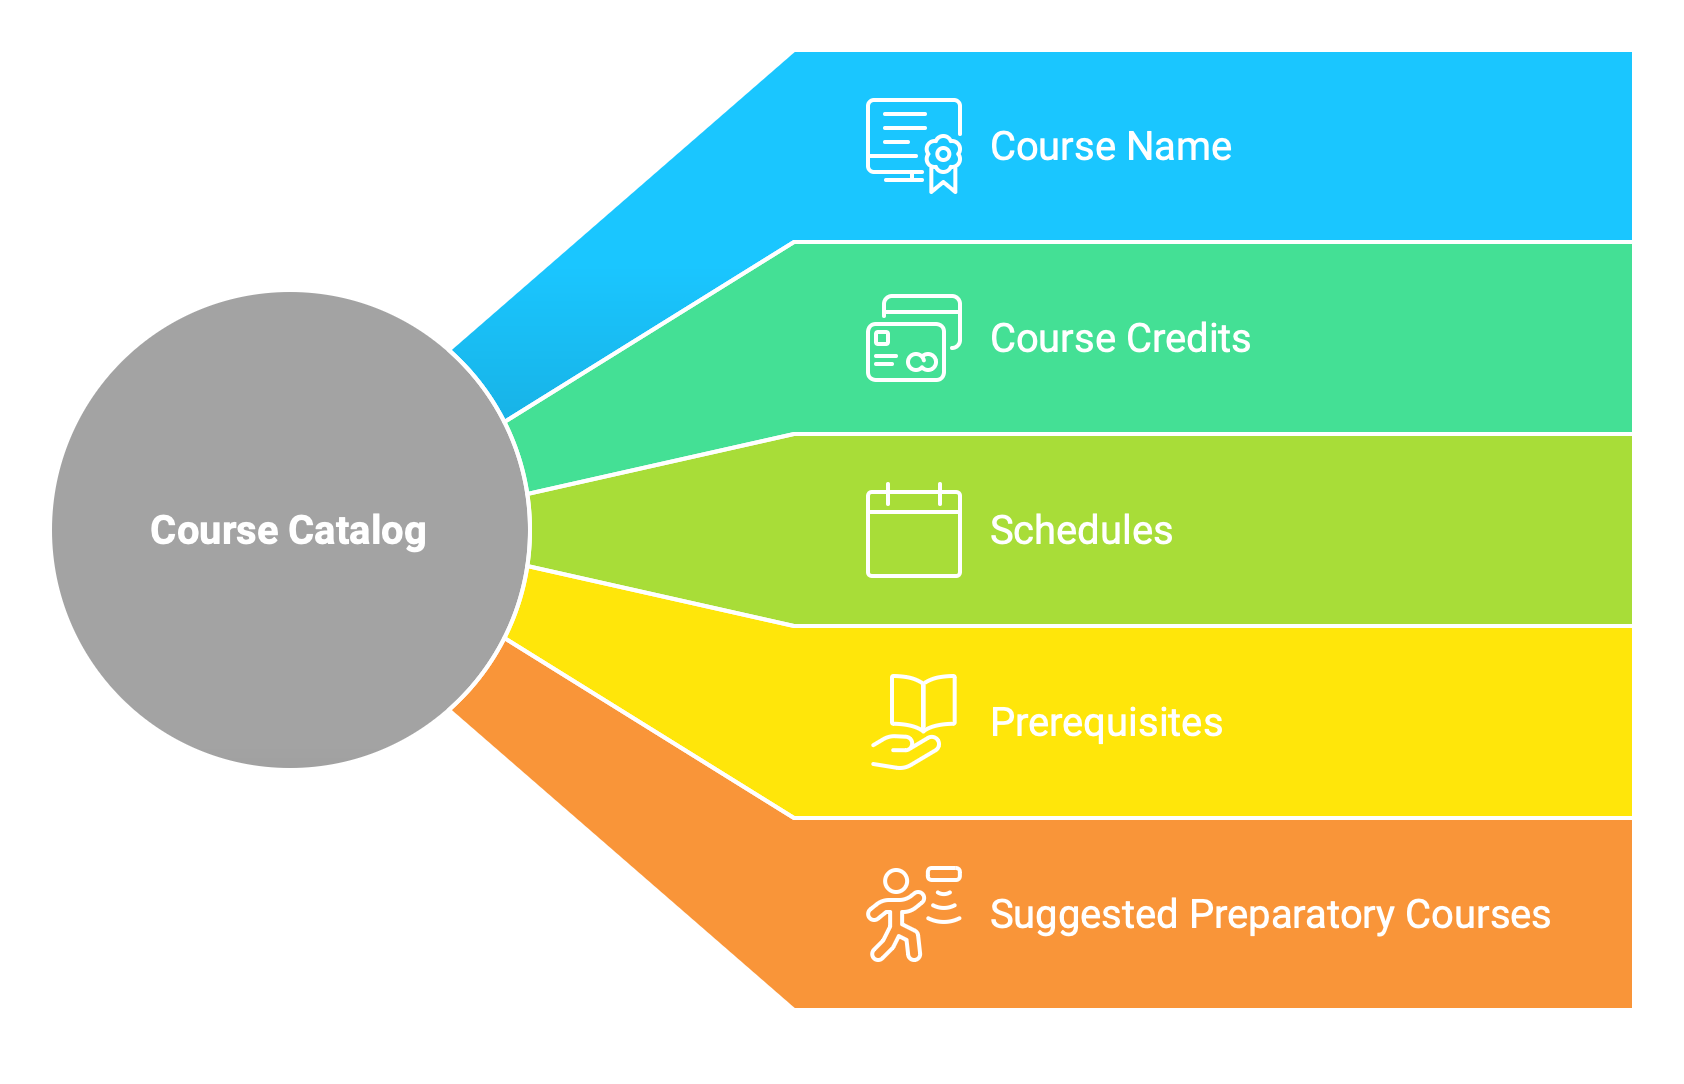 Course Catalog
Course Name
Course Credits
Schedules
Prerequisites
Suggested Preparatory Courses